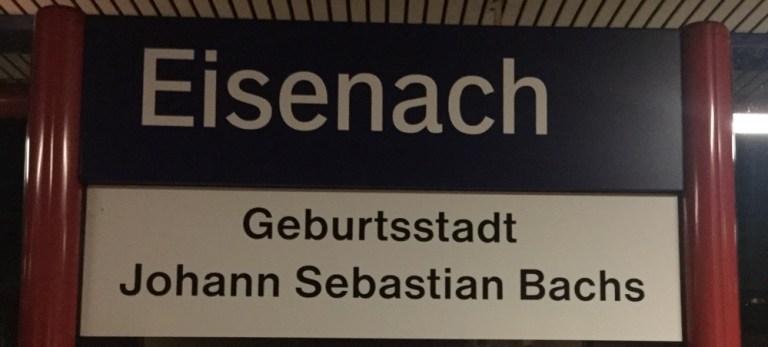 Eisenach
Geburtsstadt
Johann Sebastian Bachs